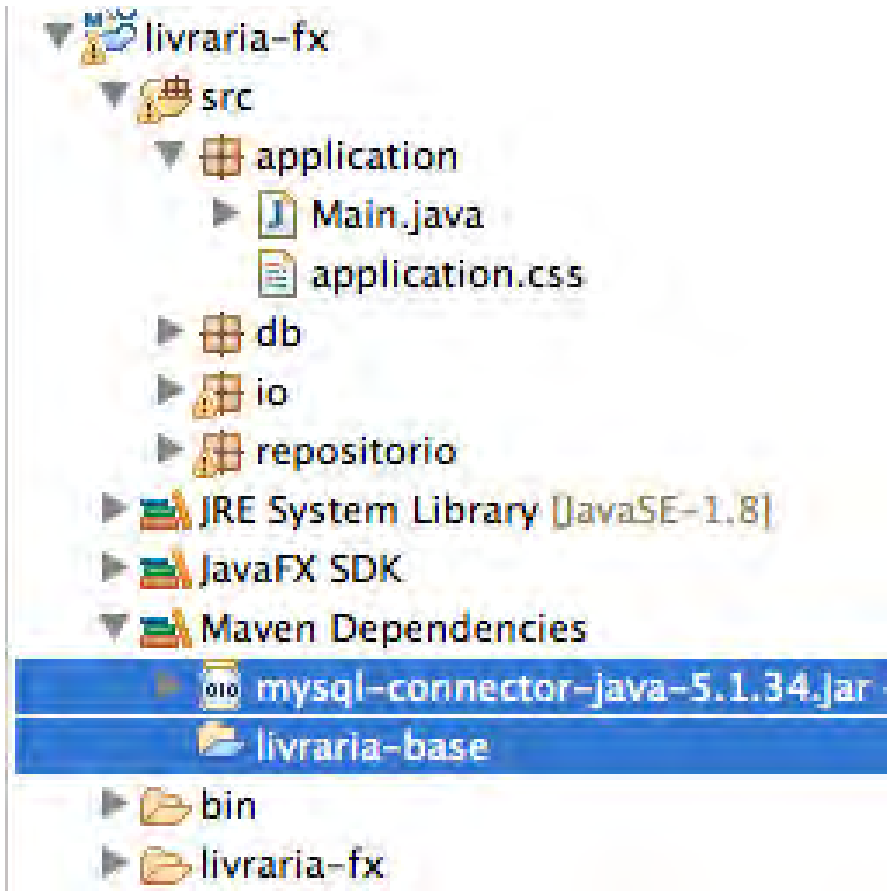 livraria-fx
src
application
Main.java
application.css
db
io
repositorio
JRE System Library [JavaSE-1.8]
JavaFX SDK
Maven Dependencies
mysql-connector-java-5.1.34.jar -
livraria-base
bin
livraria-fx